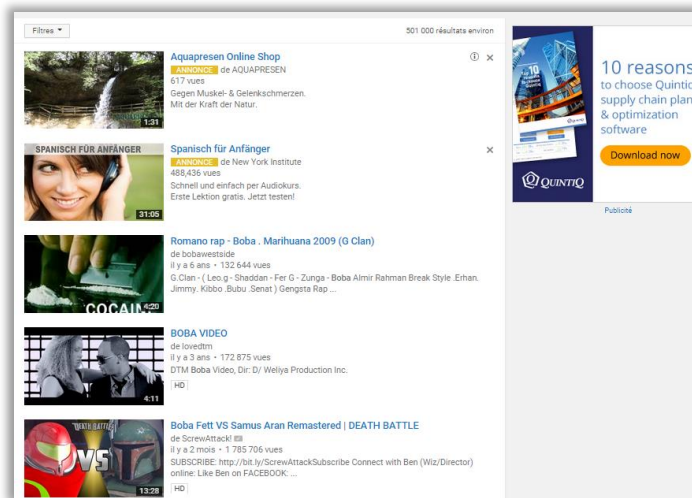 Filtres
501 000 résultats environ
Aquapresen Online Shop
ANNONCE de AQUAPRESEN
617 vues
Gegen Muskel- & Gelenkschmerzen.
Mit der Kraft der Natur.
1:31
SPANISCH FÜR ANFÄNGER
31:05
Spanisch für Anfänger
ANNONCE de New York Institute
488,436 vues
Schnell und einfach per Audiokurs.
Erste Lektion gratis. Jetzt testen!
COCAIN
4:20
Romano rap - Boba . Marihuana 2009 (G Clan)
de bobawestside
il y a 6 ans • 132 644 vues
G.Clan - ( Leo.g - Shaddan - Fer G - Zunga - Boba Almir Rahman Break Style .Erhan.
Jimmy. Kibbo .Bubu .Senat ) Gengsta Rap ...
4:11
BOBA VIDEO
de lovedtm
il y a 3 ans • 172 875 vues
DTM Boba Video, Dir: D/ Weliya Production Inc.
HD
DEATH BATTLE
VS
13:28
Boba Fett VS Samus Aran Remastered | DEATH BATTLE
de ScrewAttack!
il y a 2 mois • 1 785 706 vues
SUBSCRIBE: http://bit.ly/ScrewAttackSubscribe Connect with Ben (Wiz/Director)
online: Like Ben on FACEBOOK: ...
HD
10 reasons
to choose Quintiq
supply chain plan
& optimization
software
Download now
QUINTIQ
Publicité